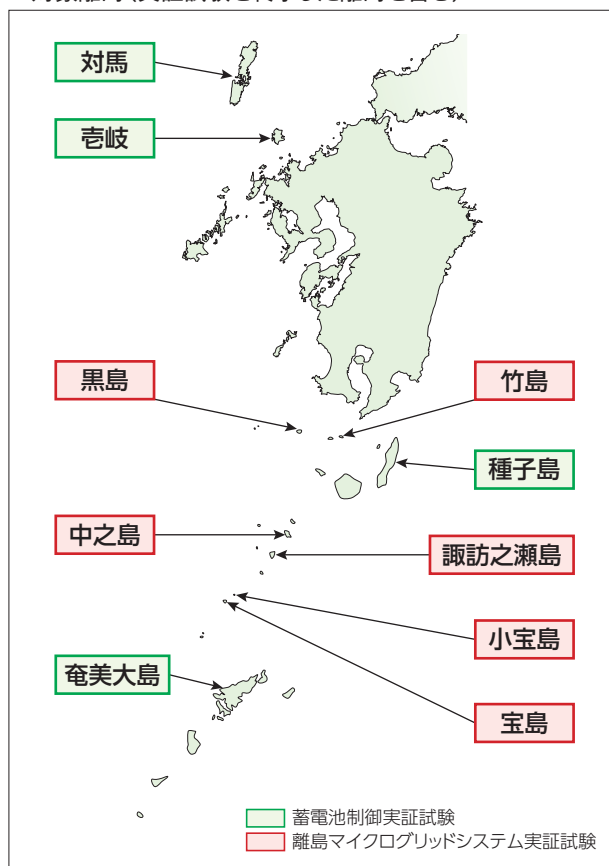 対馬
壱岐
黒島
竹島
種子島
中之島
諏訪之瀬島
小宝島
奄美大島
宝島
蓄電池制御実証試験
離島マイクログリッドシステム実証試験